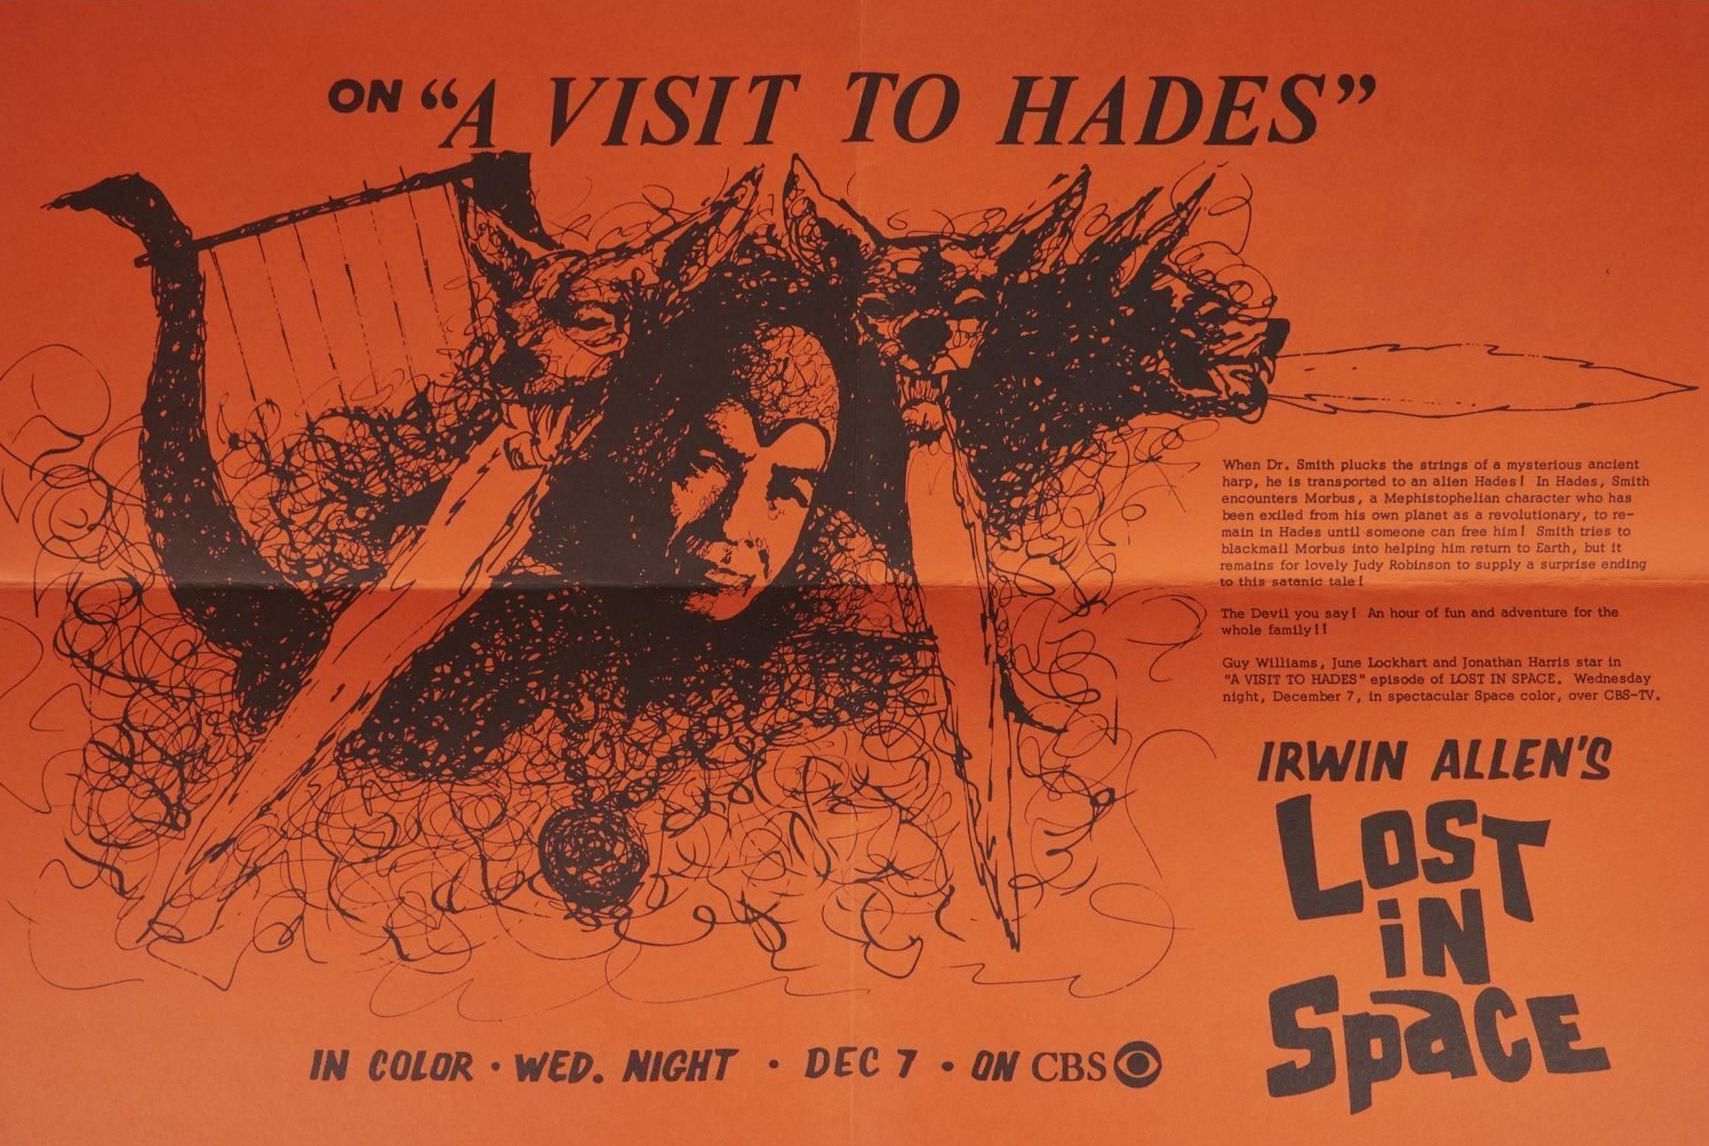 ON "A VISIT TO HADES"
When Dr. Smith plucks the strings of a mysterious ancient
harp, he is transported to an alien Hades! In Hades, Smith
encounters Morbus, a Mephistophelian character who has
been exiled from his own planet as a revolutionary, to re-
main in Hades until someone can free him! Smith tries to
blackmail Morbus into helping him return to Earth, but it
remains for lovely Judy Robinson to supply a surprise ending
to this satanic tale!
The Devil you say! An hour of fun and adventure for the
whole family!!
Guy Williams, June Lockhart and Jonathan Harris star in
"A VISIT TO HADES" episode of LOST IN SPACE. Wednesday
night, December 7, in spectacular Space color, over CBS-TV.
IRWIN ALLEN'S
LOST
iN
SpaCE
IN COLOR · WED. NIGHT · DEC 7 · ON CBS